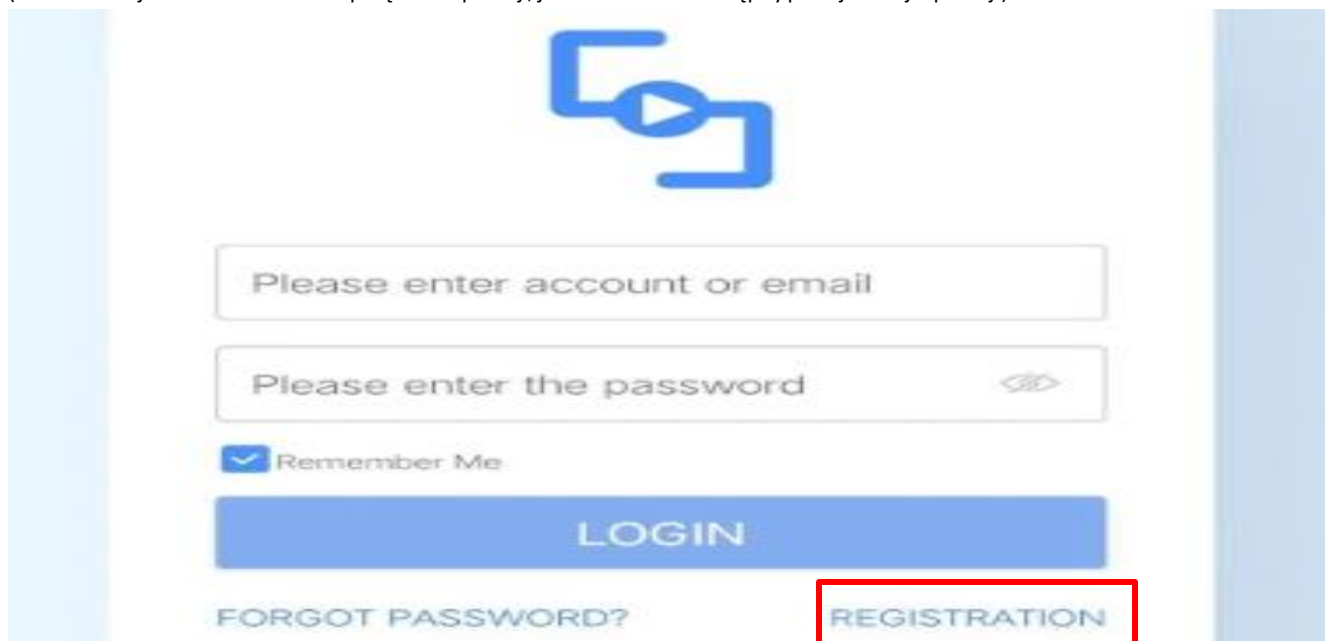 Please enter account or email
Please enter the password
Remember Me
LOGIN
FORGOT PASSWORD?
REGISTRATION